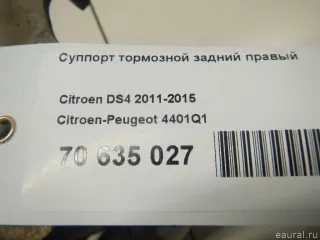 Суппорт тормозной задний правый
Citroen DS4 2011-2015
Citroen-Peugeot 4401Q1
70 635 027
eaural.ru